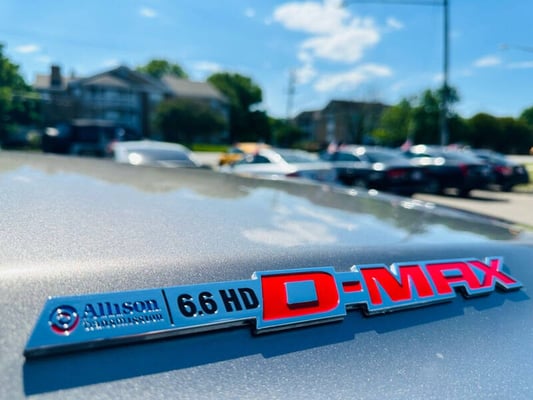 Allison 6.6 HD D-MAX
Transmission